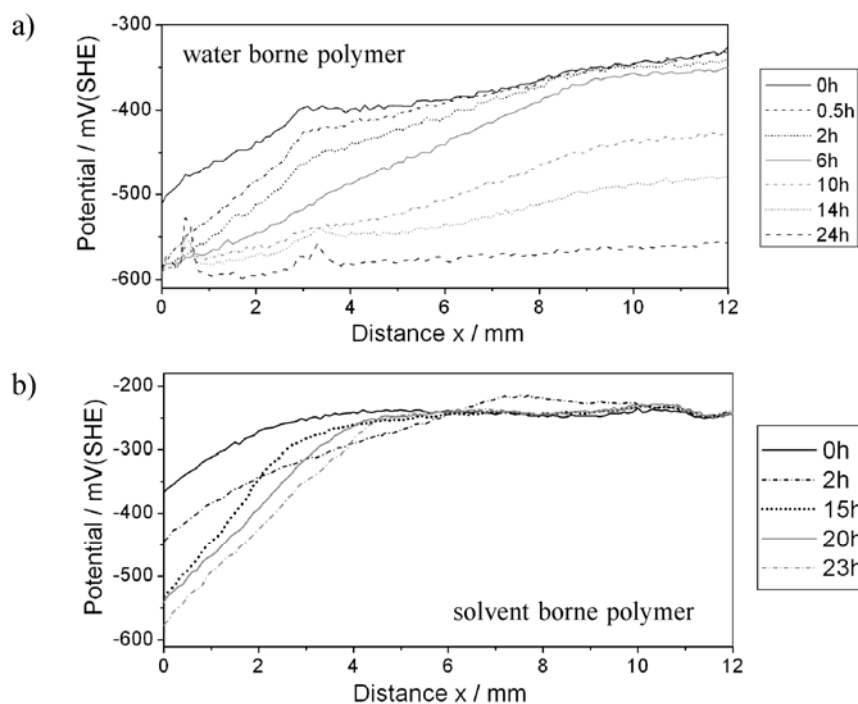 a)
water borne polymer
Potential / mV(SHE)
-300
-400
-500
-600
0 2 4 6 8 10 12
Distance x / mm
0h
0.5h
2h
6h
10h
14h
24h
b)
solvent borne polymer
Potential / mV(SHE)
-200
-300
-400
-500
-600
0 2 4 6 8 10 12
Distance x / mm
0h
2h
15h
20h
23h